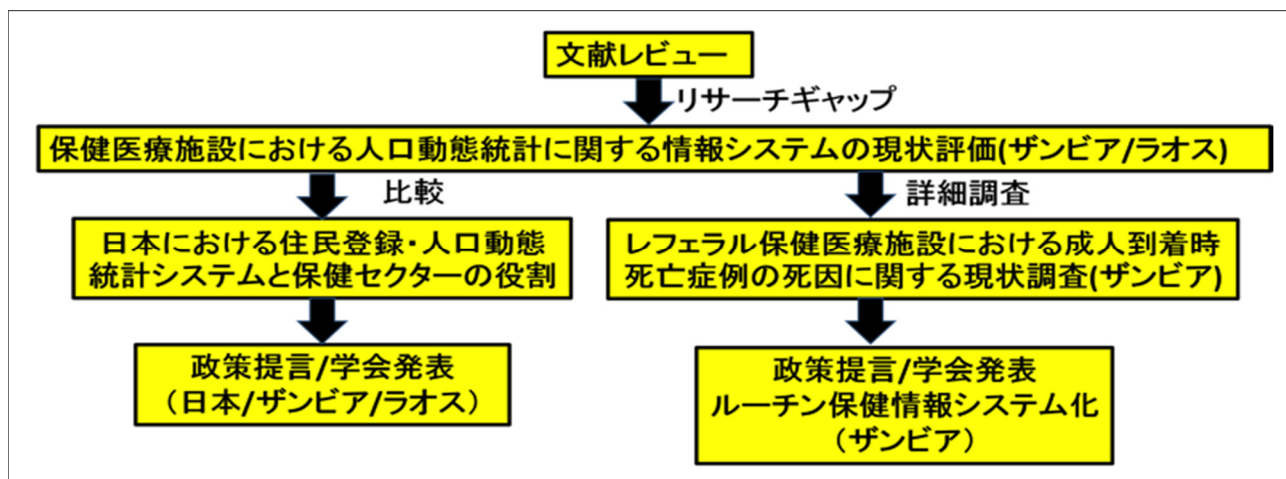 文献レビュー
リサーチギャップ
保健医療施設における人口動態統計に関する情報システムの現状評価(ザンビア/ラオス)
比較
詳細調査
日本における住民登録・人口動態
統計システムと保健セクターの役割
レフェラル保健医療施設における成人到着時
死亡症例の死因に関する現状調査(ザンビア)
政策提言/学会発表
（日本/ザンビア/ラオス）
政策提言/学会発表
ルーチン保健情報システム化
（ザンビア）